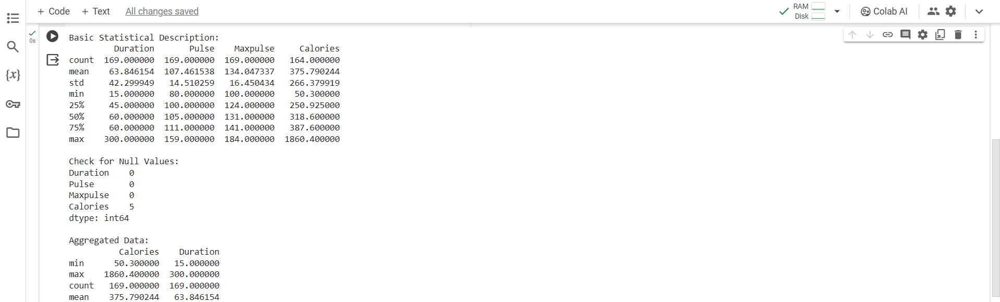 + Code + Text All changes saved
RAM
Disk
Colab AI
{x}
0s
Basic Statistical Description:
Duration Pulse Maxpulse Calories
count 169.000000 169.000000 169.000000 164.000000
mean 63.846154 107.461538 134.047337 375.790244
std 42.299949 14.510259 16.450434 266.379919
min 15.000000 80.000000 100.000000 50.300000
25% 45.000000 100.000000 124.000000 250.925000
50% 60.000000 105.000000 131.000000 318.600000
75% 60.000000 111.000000 141.000000 387.600000
max 300.000000 159.000000 184.000000 1860.400000
Check for Null Values:
Duration 0
Pulse 0
Maxpulse 0
Calories 5
dtype: int64
Aggregated Data:
Calories Duration
min 50.300000 15.000000
max 1860.400000 300.000000
count 169.000000 169.000000
mean 375.790244 63.846154